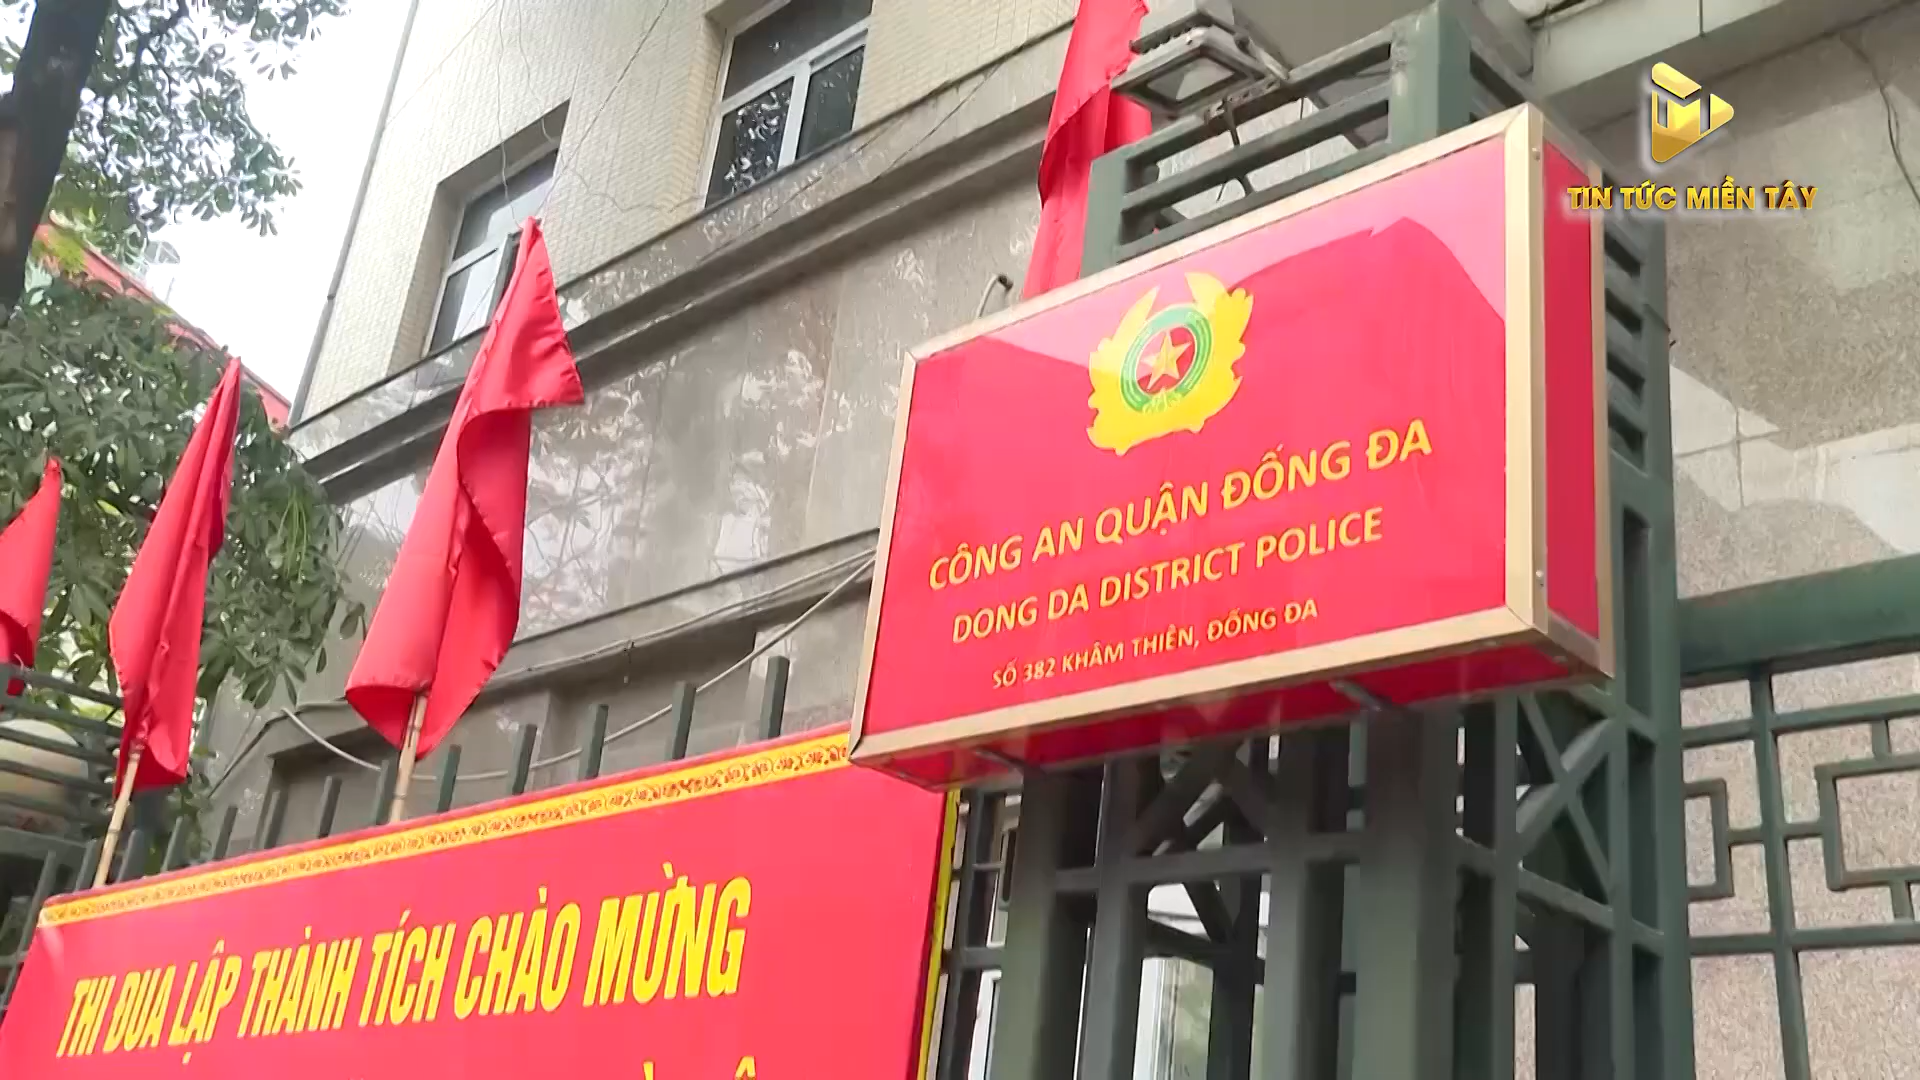 TIN TỨC MIỀN TÂY
CÔNG AN QUẬN ĐỐNG ĐA
DONG DA DISTRICT POLICE
SỐ 382 KHÂM THIÊN, ĐỐNG ĐA
THI ĐUA LẬP THÀNH TÍCH CHÀO MỪNG